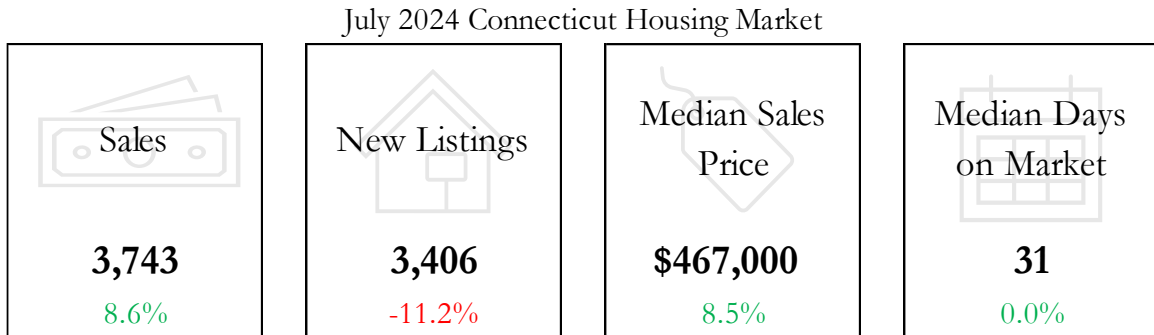 July 2024 Connecticut Housing Market
Sales
3,743
8.6%
New Listings
3,406
-11.2%
Median Sales
Price
$467,000
8.5%
Median Days
on Market
31
0.0%